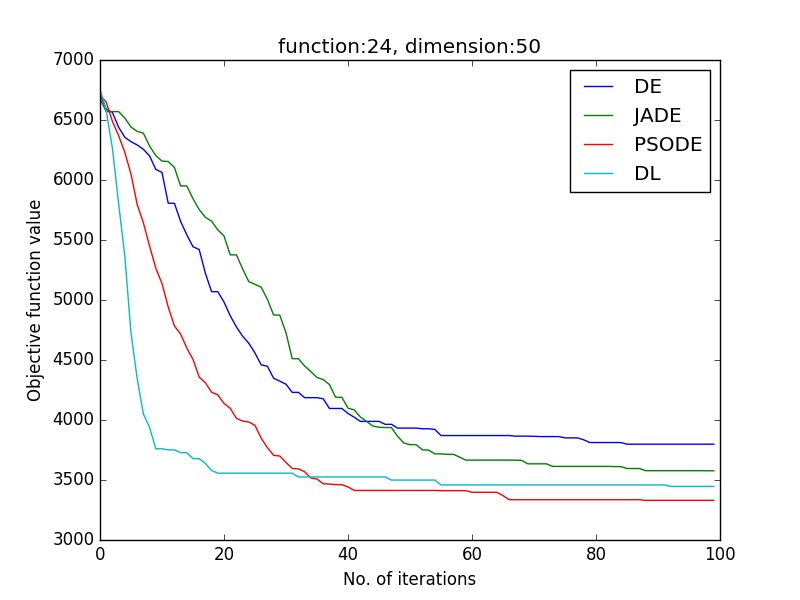 function:24, dimension:50
7000
6500
6000
5500
5000
4500
4000
3500
3000
Objective function value
DE
JADE
PSODE
DL
0
20
40
60
80
100
No. of iterations